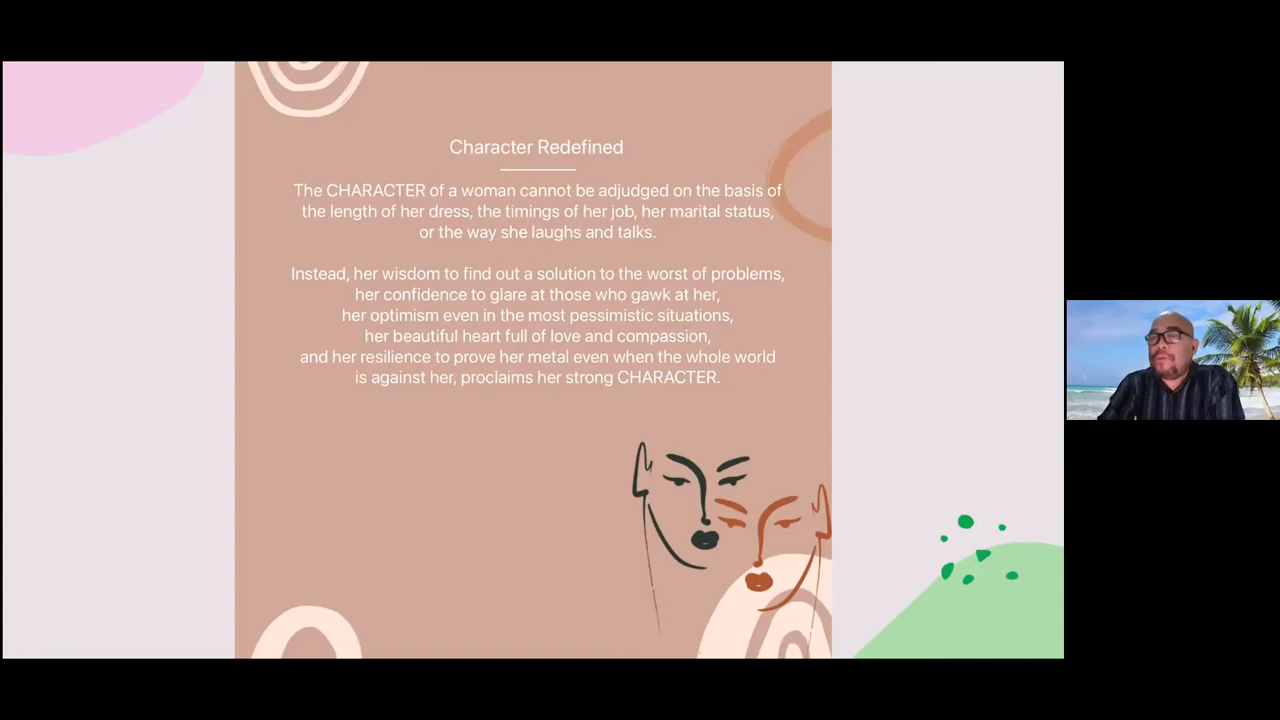 Character Redefined
The CHARACTER of a woman cannot be adjudged on the basis of
the length of her dress, the timings of her job, her marital status,
or the way she laughs and talks.
Instead, her wisdom to find out a solution to the worst of problems,
her confidence to glare at those who gawk at her,
her optimism even in the most pessimistic situations,
her beautiful heart full of love and compassion,
and her resilience to prove her metal even when the whole world
is against her, proclaims her strong CHARACTER.